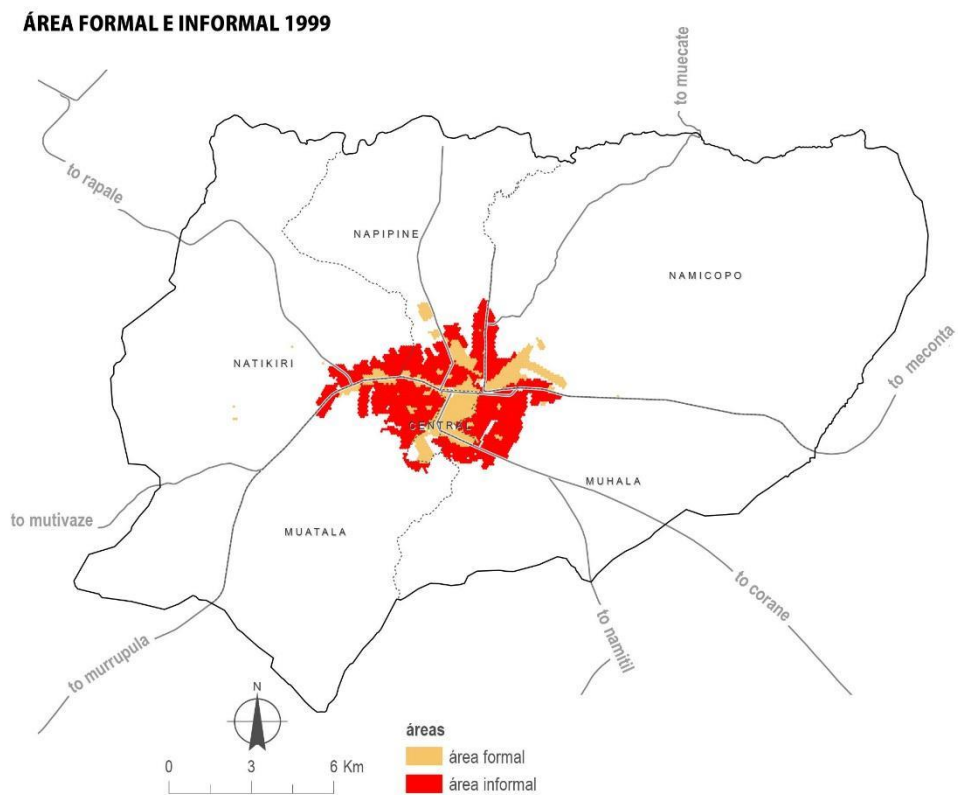 ÁREA FORMAL E INFORMAL 1999
to muecate
to rapale
NAPIPINE
NAMICOPO
NATIKIRI
to meconta
CENTRAL
MUHALA
to mutivaze
MUATALA
to corane
to namitil
to murrupula
N
áreas
área formal
0 3 6 Km
área informal